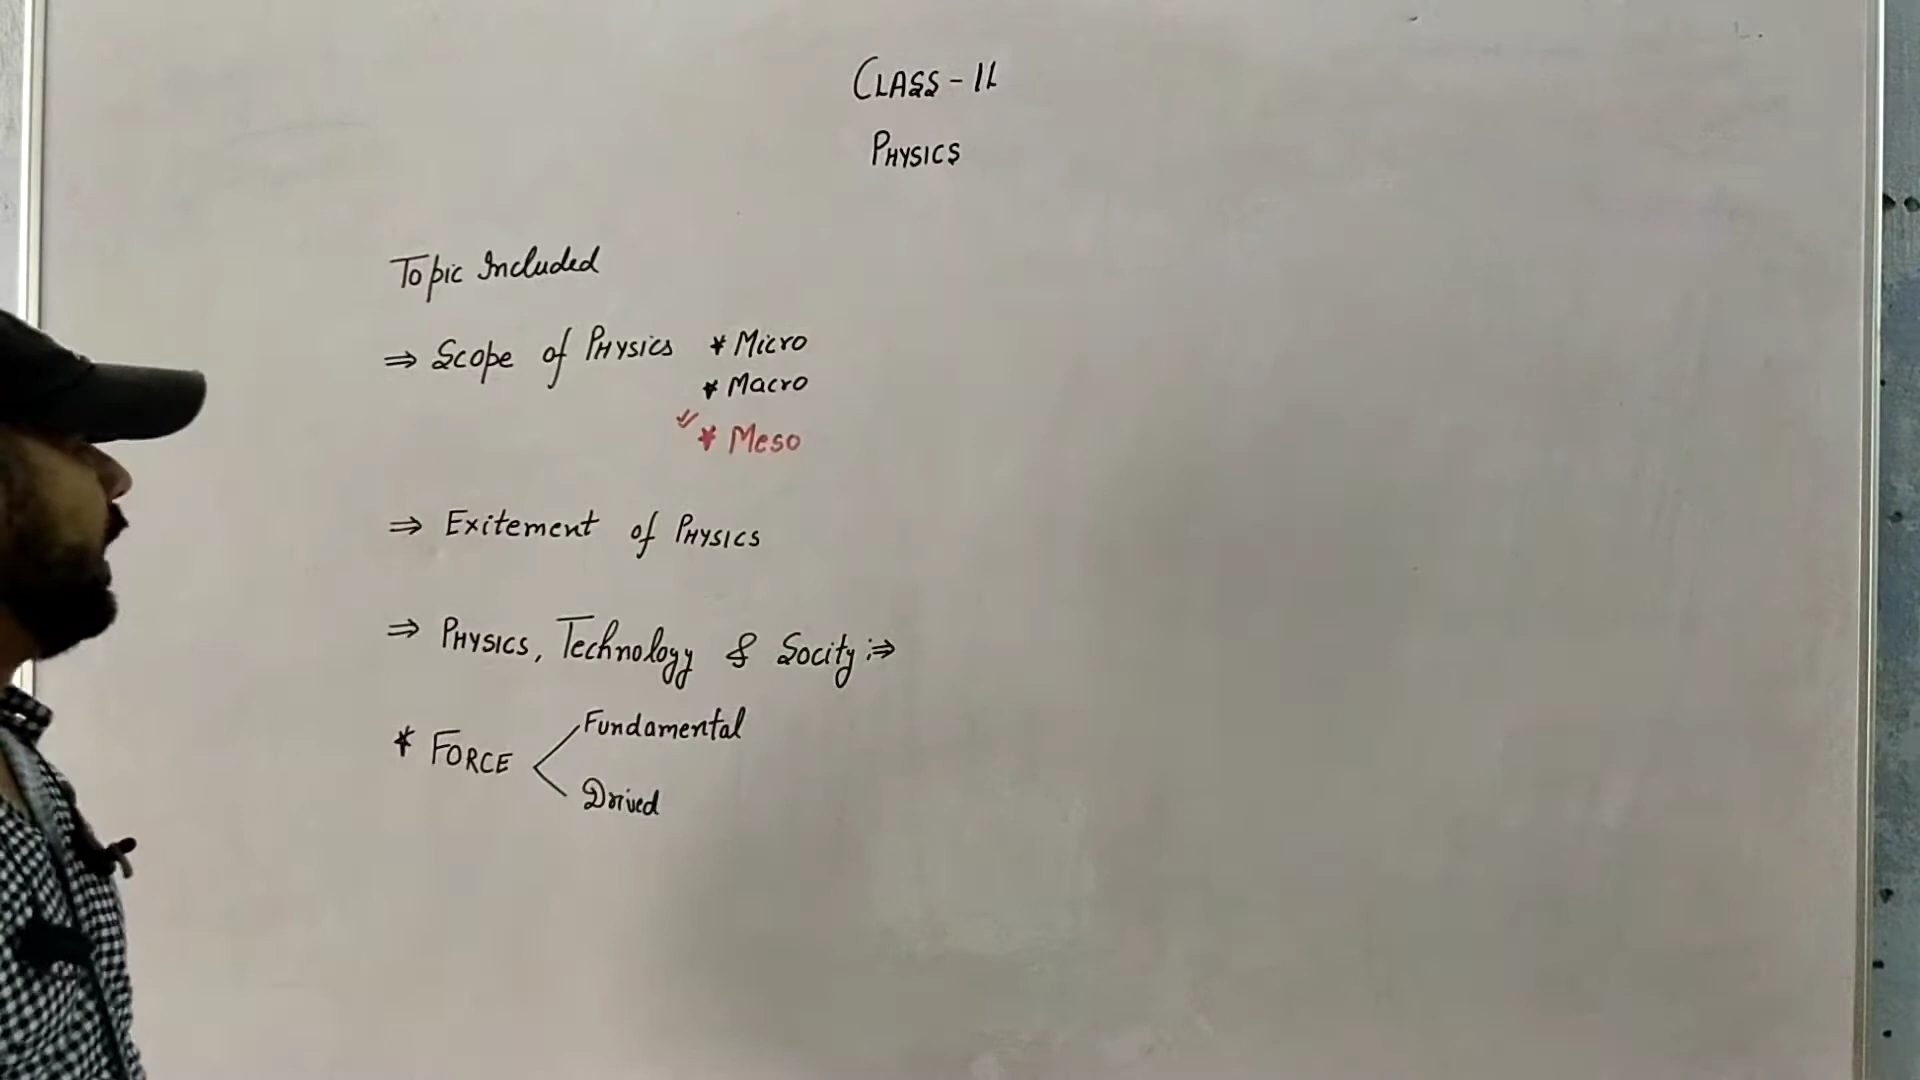 CLASS - 11
PHYSICS
Topic Included
⇒ Scope of PHYSICS * Micro
* Macro
* Meso
⇒ Exitement of PHYSICS
⇒ PHYSICS, Technology & Socity :⇒
* FORCE
Fundamental
Drived